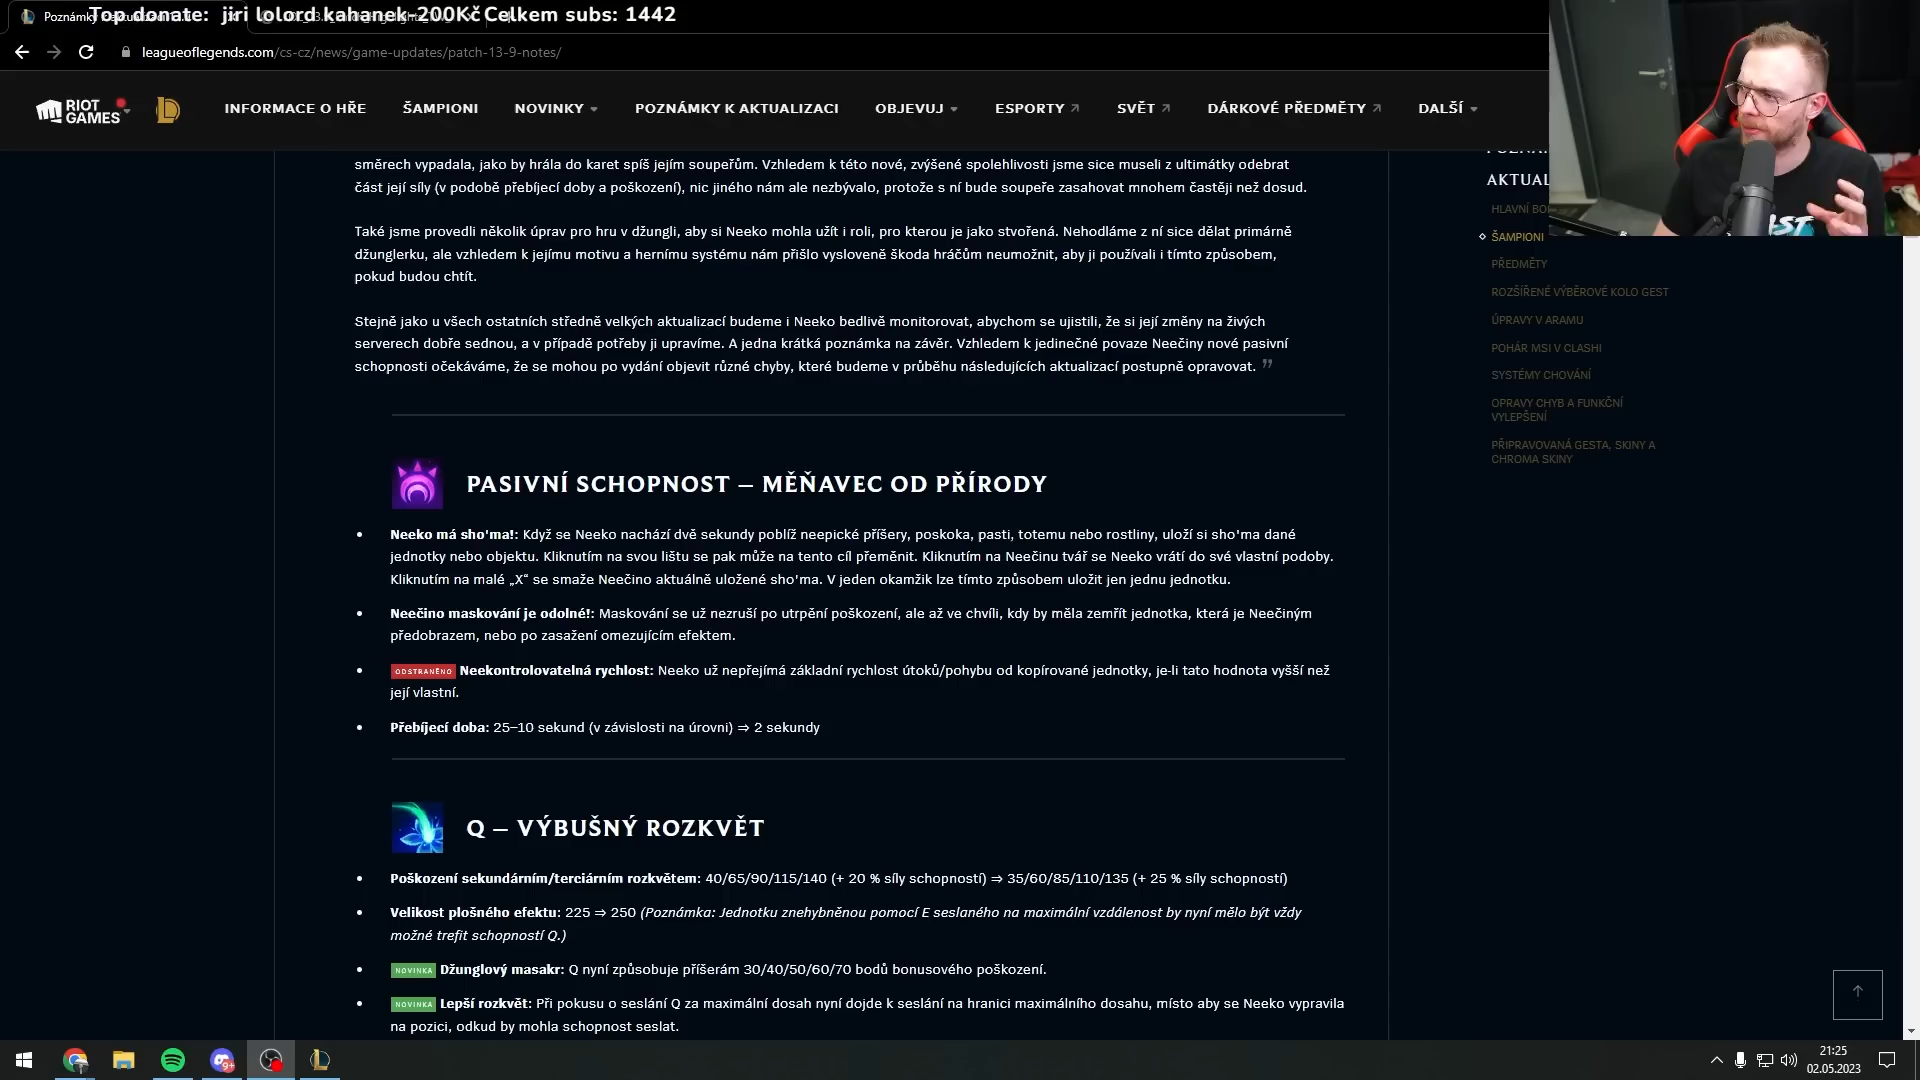 Top donate: jiri lolord kahanek-200Kč Celkem subs: 1442
leagueoflegends.com/cs-cz/news/game-updates/patch-13-9-notes/
RIOT GAMES
INFORMACE O HŘE ŠAMPIONI NOVINKY POZNÁMKY K AKTUALIZACI OBJEVUJ ESPORTY SVĚT DÁRKOVÉ PŘEDMĚTY DALŠÍ
směrech vypadala, jako by hrála do karet spíš jejím soupeřům. Vzhledem k této nové, zvýšené spolehlivosti jsme sice museli z ultimátky odebrat
část její síly (v podobě přebíjecí doby a poškození), nic jiného nám ale nezbývalo, protože s ní bude soupeře zasahovat mnohem častěji než dosud.
Také jsme provedli několik úprav pro hru v džungli, aby si Neeko mohla užít i roli, pro kterou je jako stvořená. Nehodláme z ní sice dělat primárně
džunglerku, ale vzhledem k jejímu motivu a hernímu systému nám přišlo vysloveně škoda hráčům neumožnit, aby ji používali i tímto způsobem,
pokud budou chtít.
Stejně jako u všech ostatních středně velkých aktualizací budeme i Neeko bedlivě monitorovat, abychom se ujistili, že si její změny na živých
serverech dobře sednou, a v případě potřeby ji upravíme. A jedna krátká poznámka na závěr. Vzhledem k jedinečné povaze Neečiny nové pasivní
schopnosti očekáváme, že se mohou po vydání objevit různé chyby, které budeme v průběhu následujících aktualizací postupně opravovat. ”
PASIVNÍ SCHOPNOST – MĚŇAVEC OD PŘÍRODY
• Neeko má sho'ma!: Když se Neeko nachází dvě sekundy poblíž neepické příšery, poskoka, pasti, totemu nebo rostliny, uloží si sho'ma dané
jednotky nebo objektu. Kliknutím na svou lištu se pak může na tento cíl přeměnit. Kliknutím na Neečinu tvář se Neeko vrátí do své vlastní podoby.
Kliknutím na malé „X“ se smaže Neečino aktuálně uložené sho'ma. V jeden okamžik lze tímto způsobem uložit jen jednu jednotku.
• Neečino maskování je odolné!: Maskování se už nezruší po utrpění poškození, ale až ve chvíli, kdy by měla zemřít jednotka, která je Neečiným
předobrazem, nebo po zasažení omezujícím efektem.
• ODSTRANĚNO Neekontrolovatelná rychlost: Neeko už nepřejímá základní rychlost útoků/pohybu od kopírované jednotky, je-li tato hodnota vyšší než
její vlastní.
• Přebíjecí doba: 25–10 sekund (v závislosti na úrovni) ⇒ 2 sekundy
Q – VÝBUŠNÝ ROZKVĚT
• Poškození sekundárním/terciárním rozkvětem: 40/65/90/115/140 (+ 20 % síly schopností) ⇒ 35/60/85/110/135 (+ 25 % síly schopností)
• Velikost plošného efektu: 225 ⇒ 250 (Poznámka: Jednotku znehybněnou pomocí E seslaného na maximální vzdálenost by nyní mělo být vždy
možné trefit schopností Q.)
• NOVINKA Džunglový masakr: Q nyní způsobuje příšerám 30/40/50/60/70 bodů bonusového poškození.
• NOVINKA Lepší rozkvět: Při pokusu o seslání Q za maximální dosah nyní dojde k seslání na hranici maximálního dosahu, místo aby se Neeko vypravila
na pozici, odkud by mohla schopnost seslat.
HLAVNÍ
ŠAMPIONI
PŘEDMĚTY
ROZŠÍŘENÉ VÝBĚROVÉ KOLO GEST
ÚPRAVY V ARAMU
POHÁR MSI V CLASHI
SYSTÉMY CHOVÁNÍ
OPRAVY CHYB A FUNKČNÍ
VYLEPŠENÍ
PŘIPRAVOVANÁ GESTA, SKINY A
CHROMA SKINY
9+
21:25
02.05.2023